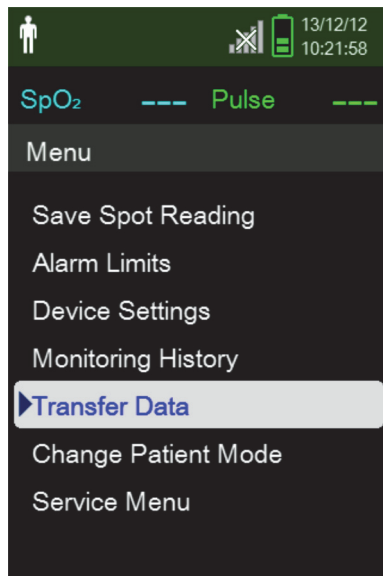 13/12/12
10:21:58
SpO₂ --- Pulse ---
Menu
Save Spot Reading
Alarm Limits
Device Settings
Monitoring History
Transfer Data
Change Patient Mode
Service Menu